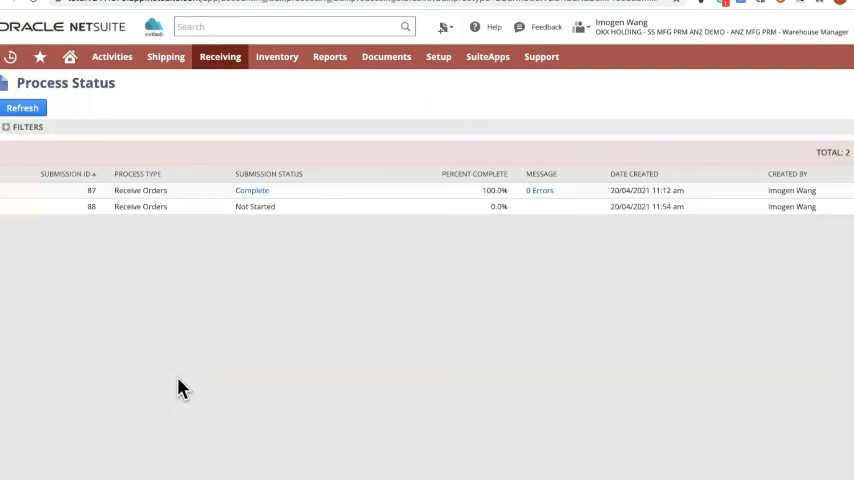 ORACLE NETSUITE
Search
Help
Feedback
Imogen Wang
OKX HOLDING - SS MFG PRM ANZ DEMO - ANZ MFG PRM - Warehouse Manager
Activities Shipping Receiving Inventory Reports Documents Setup SuiteApps Support
Process Status
Refresh
FILTERS
TOTAL: 2
SUBMISSION ID PROCESS TYPE SUBMISSION STATUS PERCENT COMPLETE MESSAGE DATE CREATED CREATED BY
87 Receive Orders Complete 100.0% 0 Errors 20/04/2021 11:12 am Imogen Wang
88 Receive Orders Not Started 0.0% 20/04/2021 11:54 am Imogen Wang